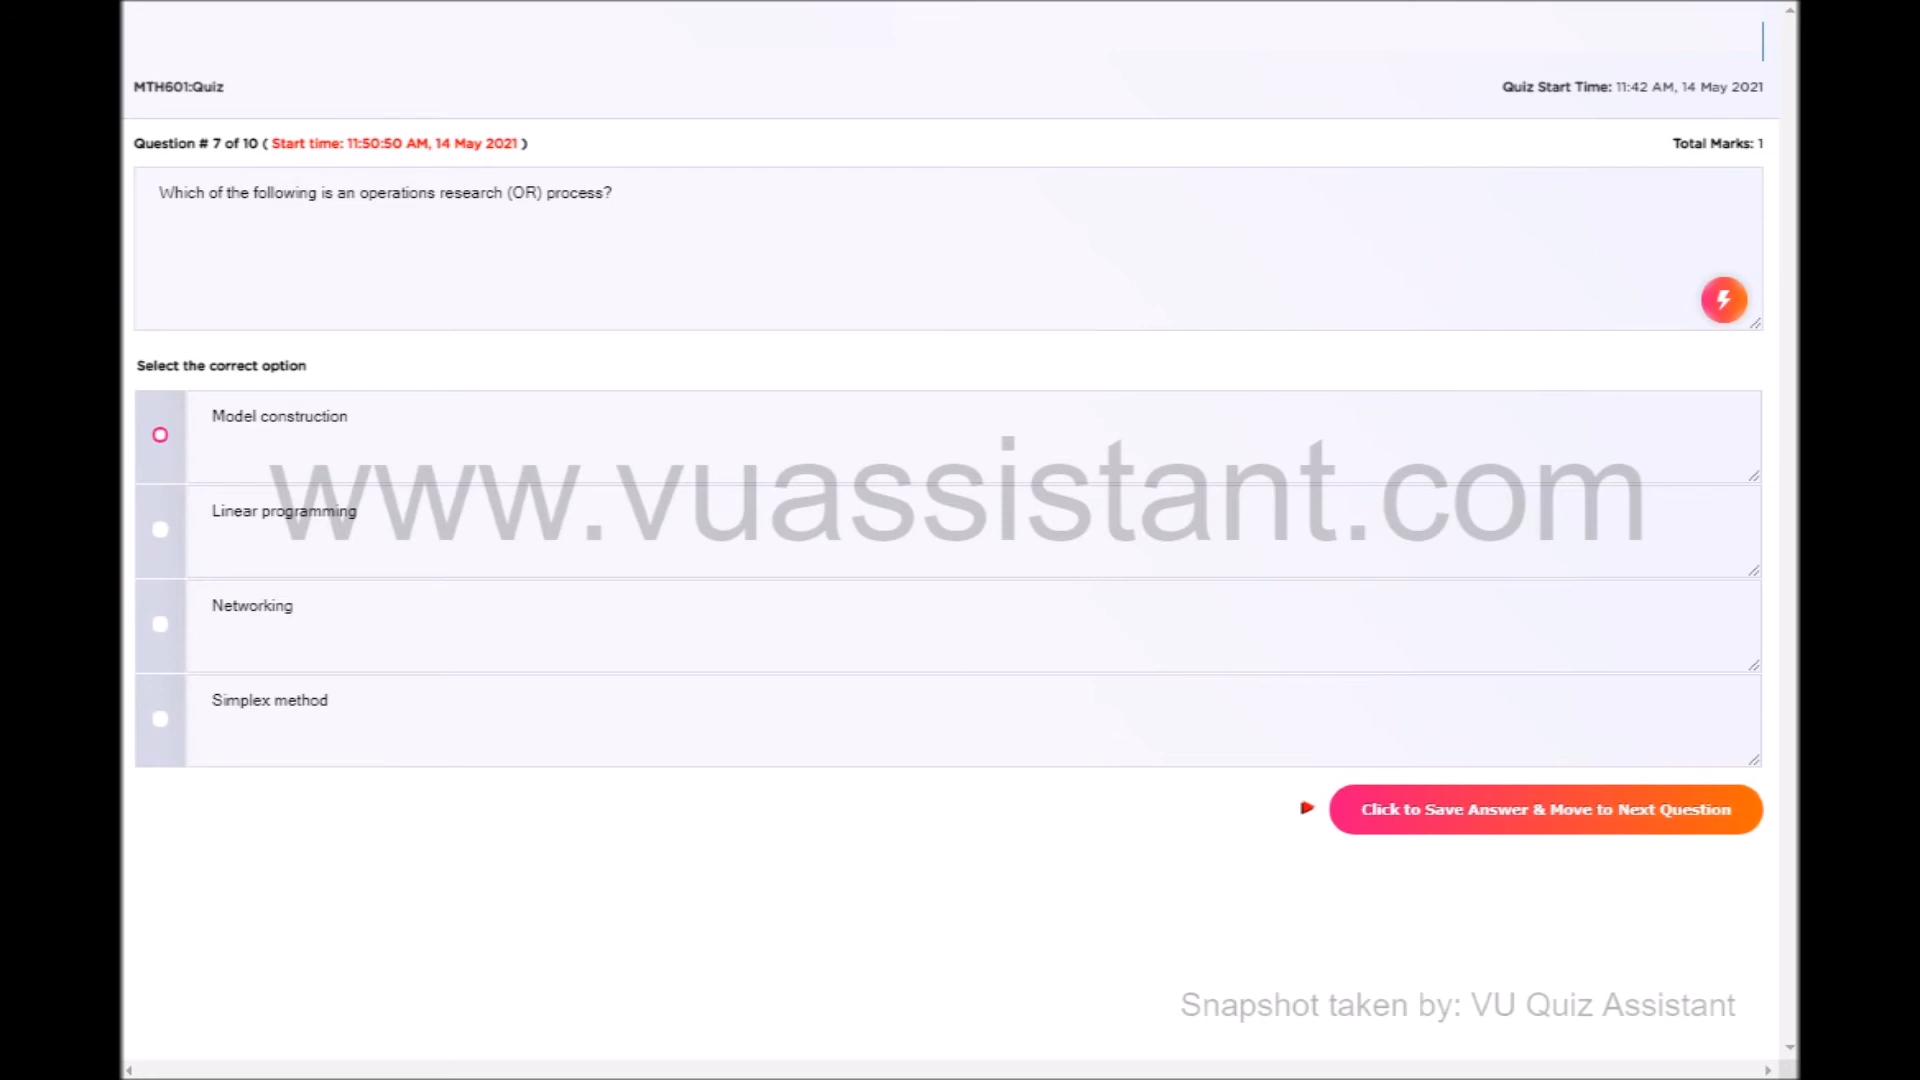 MTH601:Quiz
Quiz Start Time: 11:42 AM, 14 May 2021
Question # 7 of 10 ( Start time: 11:50:50 AM, 14 May 2021 )
Total Marks: 1
Which of the following is an operations research (OR) process?
Select the correct option
Model construction
www.vuassistant.com
Linear programming
Networking
Simplex method
Click to Save Answer & Move to Next Question
Snapshot taken by: VU Quiz Assistant